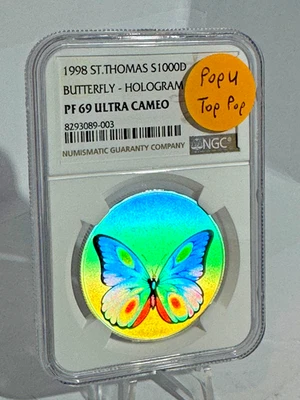 1998 ST.THOMAS S1000D
BUTTERFLY - HOLOGRAM
PF 69 ULTRA CAMEO
8293089-003
NUMISMATIC GUARANTY COMPANY
NGC
Pop 4
Top Pop